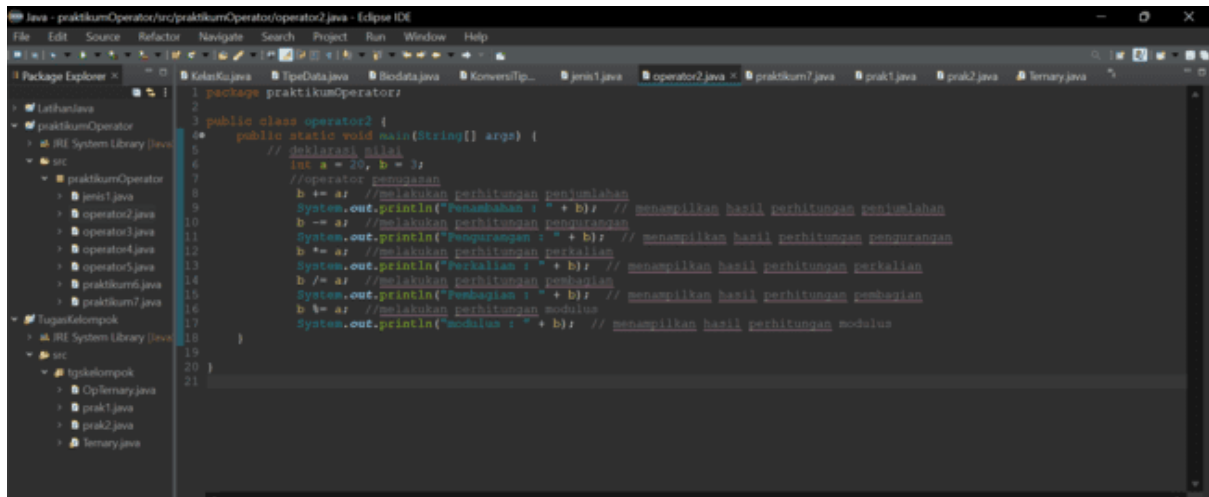 Java - praktikumOperator/src/praktikumOperator/operator2.java - Eclipse IDE
File Edit Source Refactor Navigate Search Project Run Window Help
Package Explorer
KelasKu.java TipeData.java Biodata.java KonversiTip... jenis1.java operator2.java praktikum7.java prak1.java prak2.java Ternary.java
LatihanJava
praktikumOperator
JRE System Library [Java
src
praktikumOperator
jenis1.java
operator2.java
operator3.java
operator4.java
operator5.java
praktikum6.java
praktikum7.java
TugasKelompok
JRE System Library [Java
src
tgskelompok
OpTernary.java
prak1.java
prak2.java
Ternary.java
1 package praktikumOperator;
2
3 public class operator2 {
4 public static void main(String[] args) {
5 // deklarasi nilai
6 int a = 20, b = 3;
7 //operator penugasan
8 b += a; //melakukan perhitungan penjumlahan
9 System.out.println("Penambahan : " + b); // menampilkan hasil perhitungan penjumlahan
10 b -= a; //melakukan perhitungan pengurangan
11 System.out.println("Pengurangan : " + b); // menampilkan hasil perhitungan pengurangan
12 b *= a; //melakukan perhitungan perkalian
13 System.out.println("Perkalian : " + b); // menampilkan hasil perhitungan perkalian
14 b /= a; //melakukan perhitungan pembagian
15 System.out.println("Pembagian : " + b); // menampilkan hasil perhitungan pembagian
16 b %= a; //melakukan perhitungan modulus
17 System.out.println("modulus : " + b); // menampilkan hasil perhitungan modulus
18 }
19
20 }
21